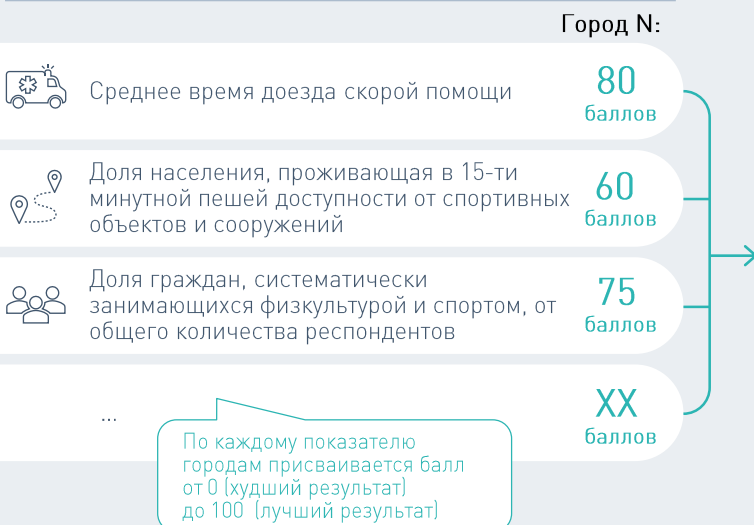 Город N:
Среднее время доезда скорой помощи
80
баллов
Доля населения, проживающая в 15-ти
минутной пешей доступности от спортивных
объектов и сооружений
60
баллов
Доля граждан, систематически
занимающихся физкультурой и спортом, от
общего количества респондентов
75
баллов
...
XX
баллов
По каждому показателю
городам присваивается балл
от 0 (худший результат)
до 100 (лучший результат)